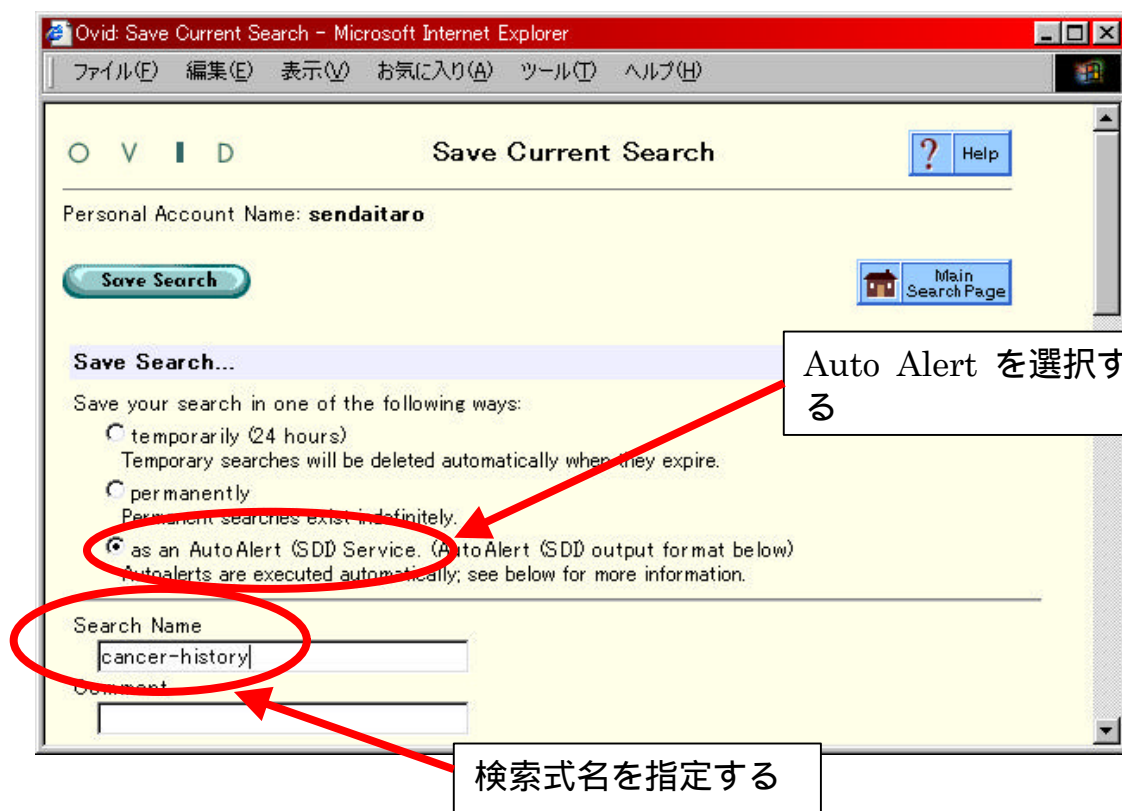 Ovid: Save Current Search - Microsoft Internet Explorer
ファイル(F) 編集(E) 表示(V) お気に入り(A) ツール(T) ヘルプ(H)
O V I D Save Current Search ? Help
Personal Account Name: sendaitaro
Save Search
Main
Search Page
Save Search...
Auto Alert を選択す
る
Save your search in one of the following ways:
temporarily (24 hours)
Temporary searches will be deleted automatically when they expire.
permanently
Permanent searches exist indefinitely.
as an AutoAlert (SDI) Service. (AutoAlert (SDI) output format below)
Autoalerts are executed automatically; see below for more information.
Search Name
cancer-history
Comment
検索式名を指定する